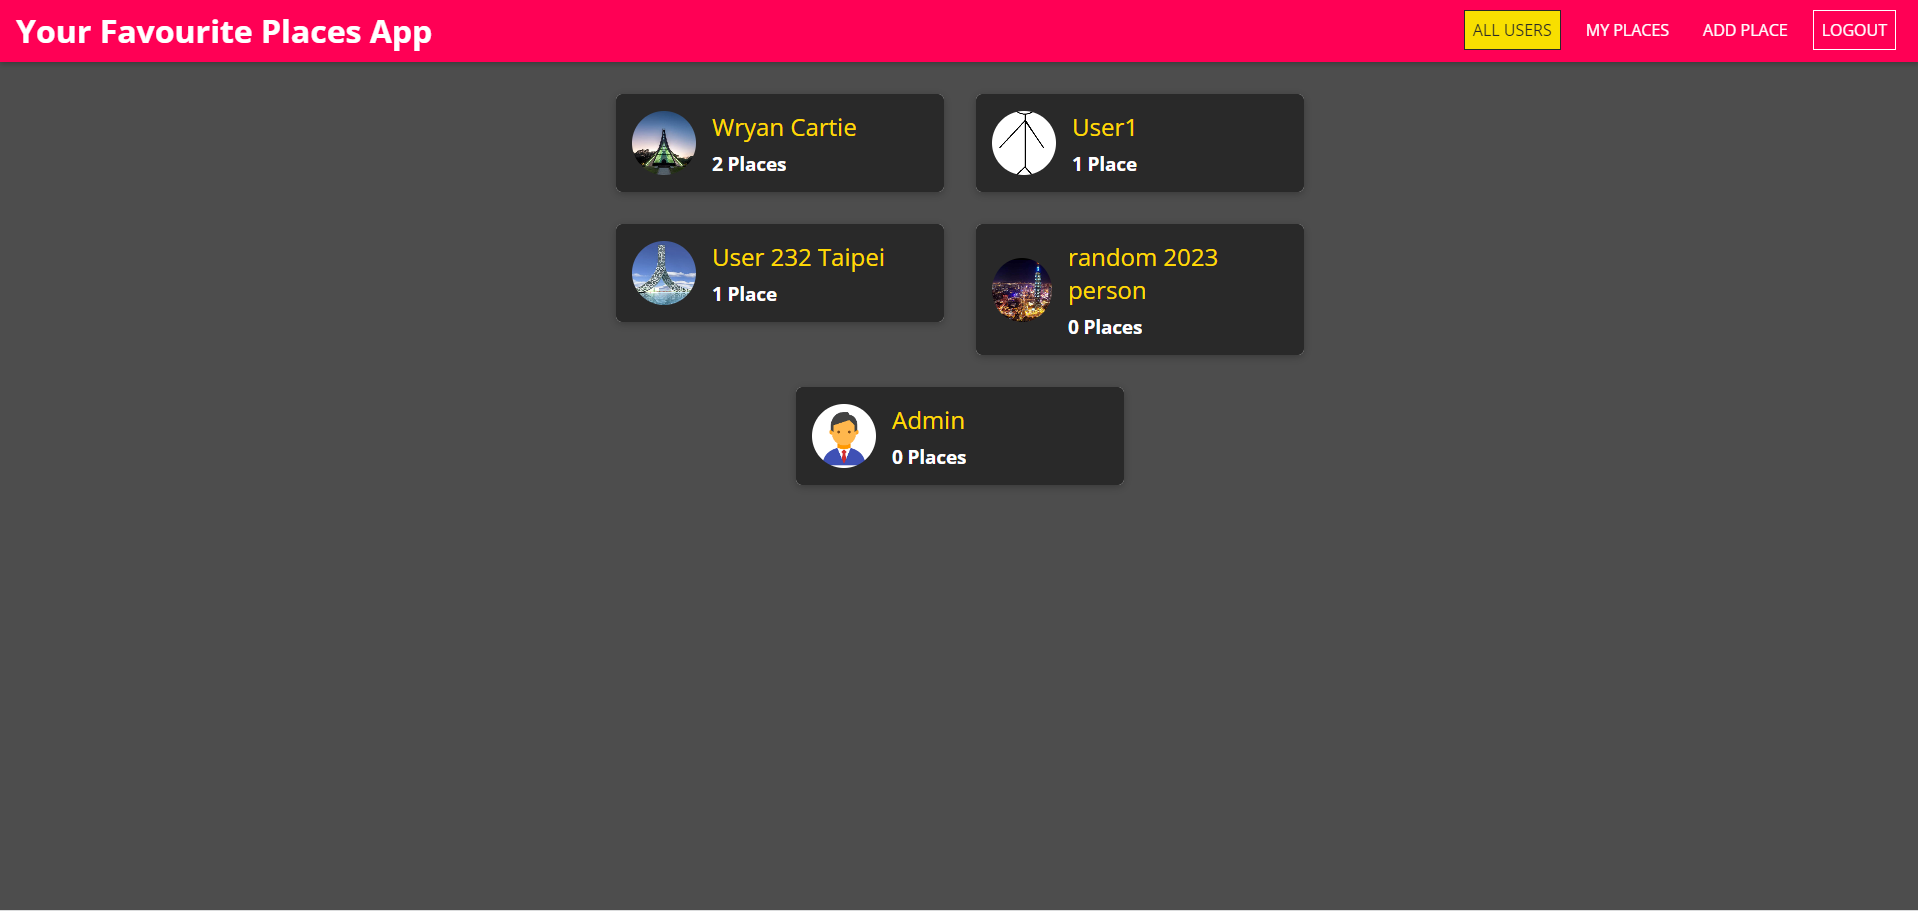 Your Favourite Places App
ALL USERS
MY PLACES
ADD PLACE
LOGOUT
Wryan Cartie
2 Places
User1
1 Place
User 232 Taipei
1 Place
random 2023
person
0 Places
Admin
0 Places